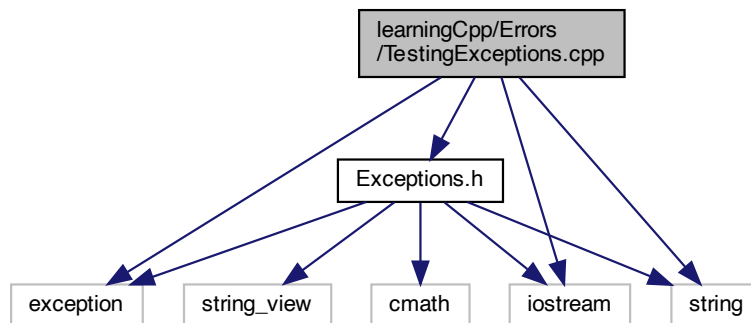 learningCpp/Errors
/TestingExceptions.cpp
Exceptions.h
exception
string_view
cmath
iostream
string